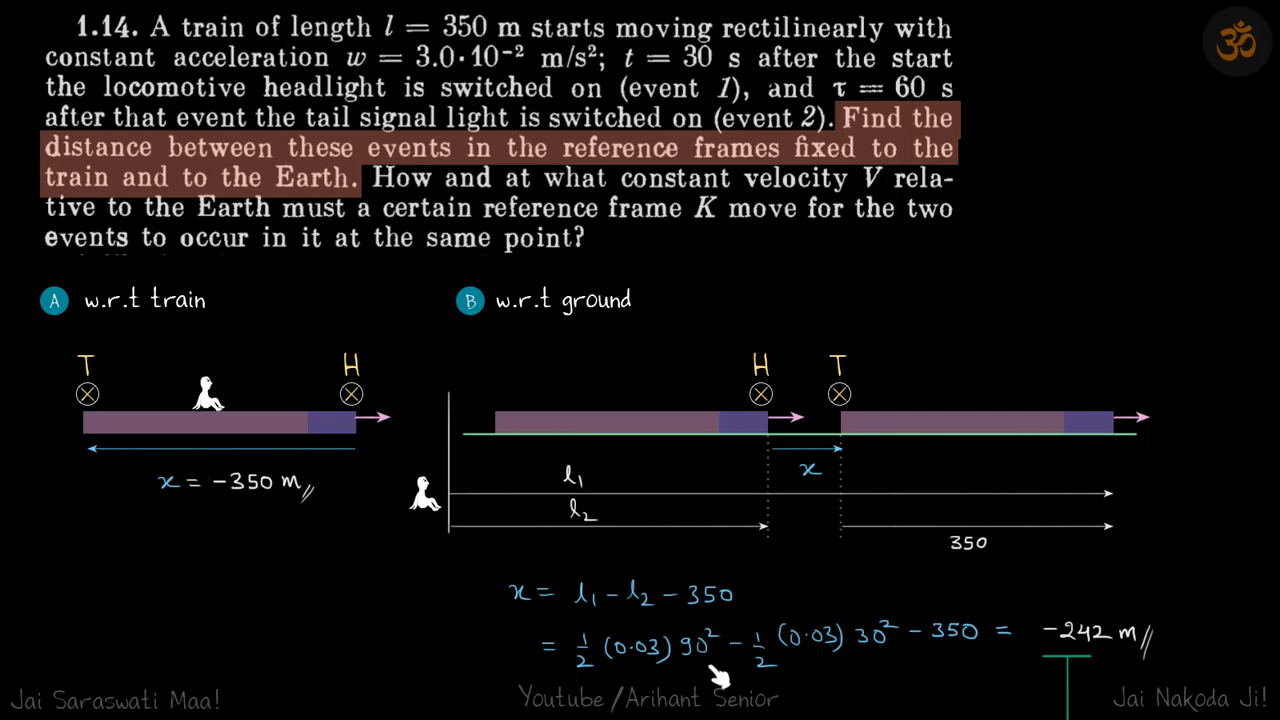 1.14. A train of length l = 350 m starts moving rectilinearly with
constant acceleration w = 3.0·10⁻² m/s²; t = 30 s after the start
the locomotive headlight is switched on (event 1), and τ = 60 s
after that event the tail signal light is switched on (event 2). Find the
distance between these events in the reference frames fixed to the
train and to the Earth. How and at what constant velocity V rela-
tive to the Earth must a certain reference frame K move for the two
events to occur in it at the same point?
ॐ
A w.r.t train
B w.r.t ground
T H
H T
x
x = -350 m
l₁
l₂
350
x = l₁ - l₂ - 350
= 1/2 (0.03) 90² - 1/2 (0.03) 30² - 350 = -242 m
Jai Saraswati Maa!
Youtube/Arihant Senior
Jai Nakoda Ji!